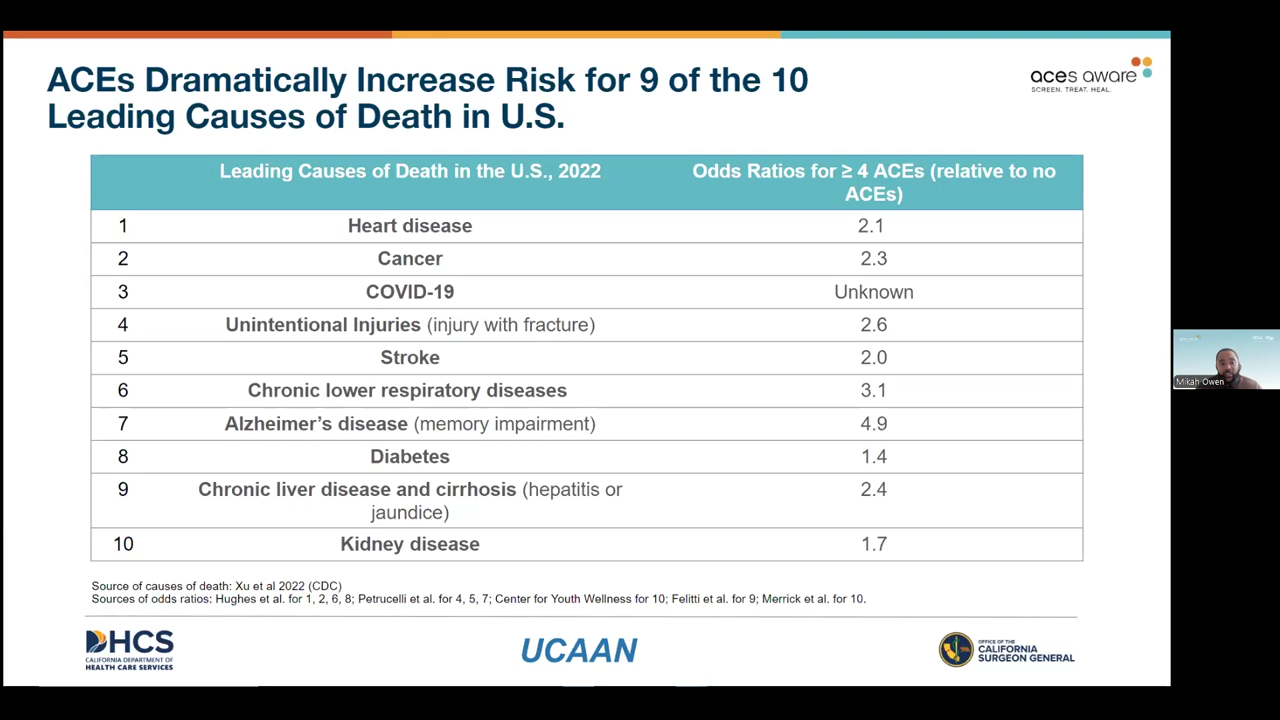 ACEs Dramatically Increase Risk for 9 of the 10
Leading Causes of Death in U.S.
aces aware
SCREEN. TREAT. HEAL.
Leading Causes of Death in the U.S., 2022
Odds Ratios for ≥ 4 ACEs (relative to no
ACEs)
1 Heart disease 2.1
2 Cancer 2.3
3 COVID-19 Unknown
4 Unintentional Injuries (injury with fracture) 2.6
5 Stroke 2.0
6 Chronic lower respiratory diseases 3.1
7 Alzheimer's disease (memory impairment) 4.9
8 Diabetes 1.4
9 Chronic liver disease and cirrhosis (hepatitis or
jaundice) 2.4
10 Kidney disease 1.7
Source of causes of death: Xu et al 2022 (CDC)
Sources of odds ratios: Hughes et al. for 1, 2, 6, 8; Petrucelli et al. for 4, 5, 7; Center for Youth Wellness for 10; Felitti et al. for 9; Merrick et al. for 10.
DHCS
CALIFORNIA DEPARTMENT OF
HEALTH CARE SERVICES
UCAAN
OFFICE OF THE
CALIFORNIA
SURGEON GENERAL
Mikah Owen